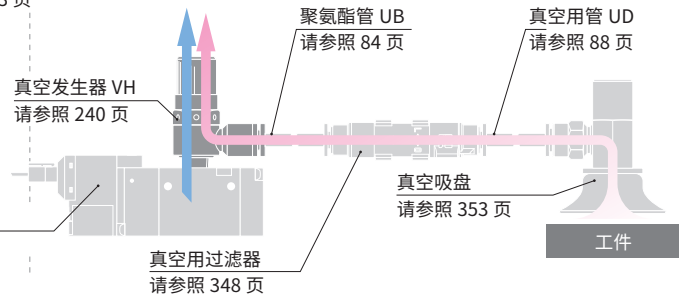 聚氨酯管 UB
请参照 84 页
真空用管 UD
请参照 88 页
真空发生器 VH
请参照 240 页
真空吸盘
请参照 353 页
工件
真空用过滤器
请参照 348 页